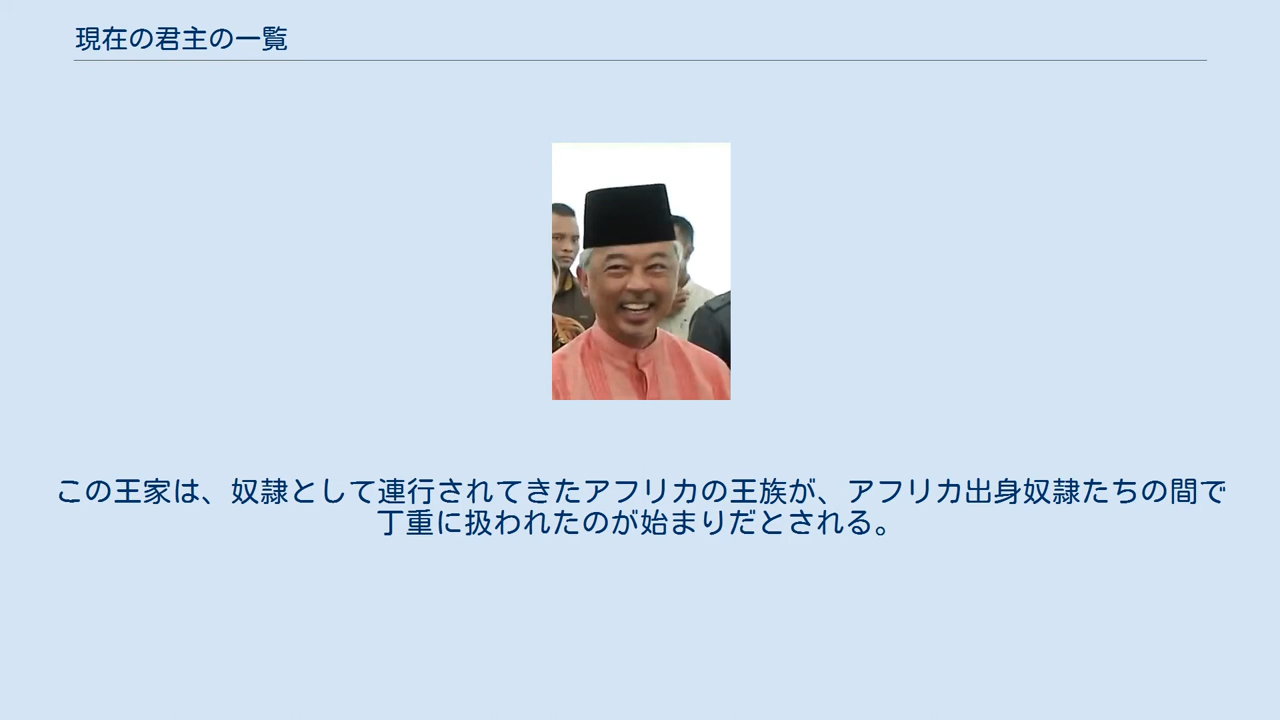 現在の君主の一覧
この王家は、奴隷として連行されてきたアフリカの王族が、アフリカ出身奴隷たちの間で
丁重に扱われたのが始まりだとされる。